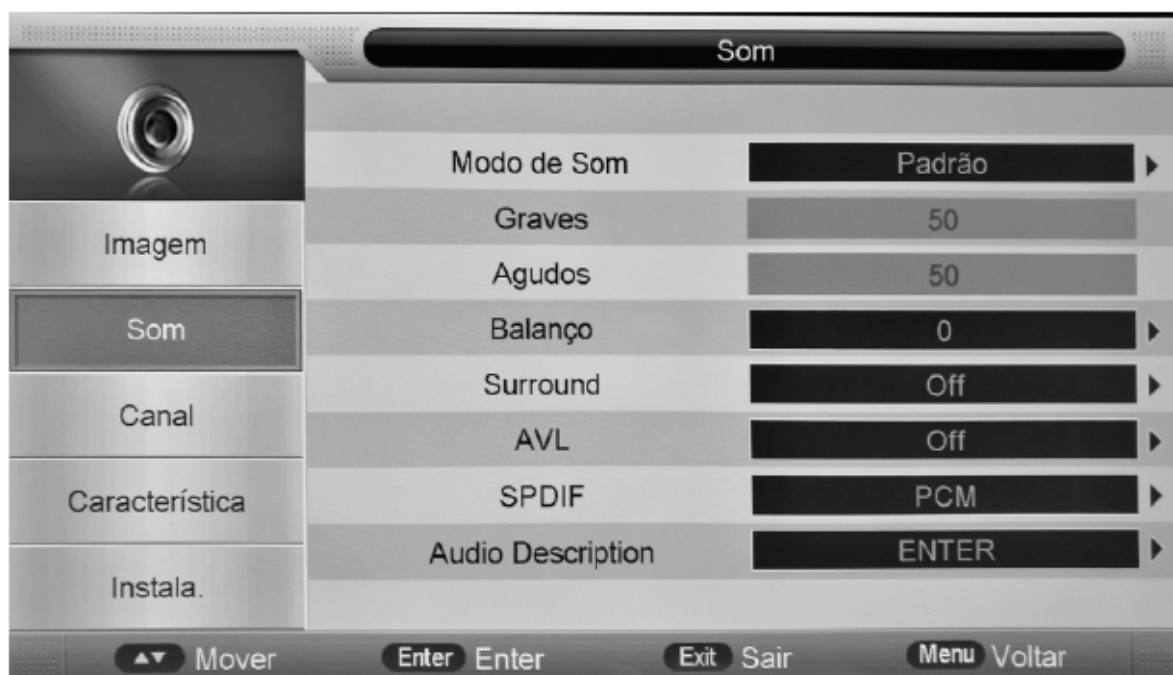 Som
Imagem
Som
Canal
Característica
Instala.
Modo de Som Padrão
Graves 50
Agudos 50
Balanço 0
Surround Off
AVL Off
SPDIF PCM
Audio Description ENTER
▲▼ Mover Enter Enter Exit Sair Menu Voltar